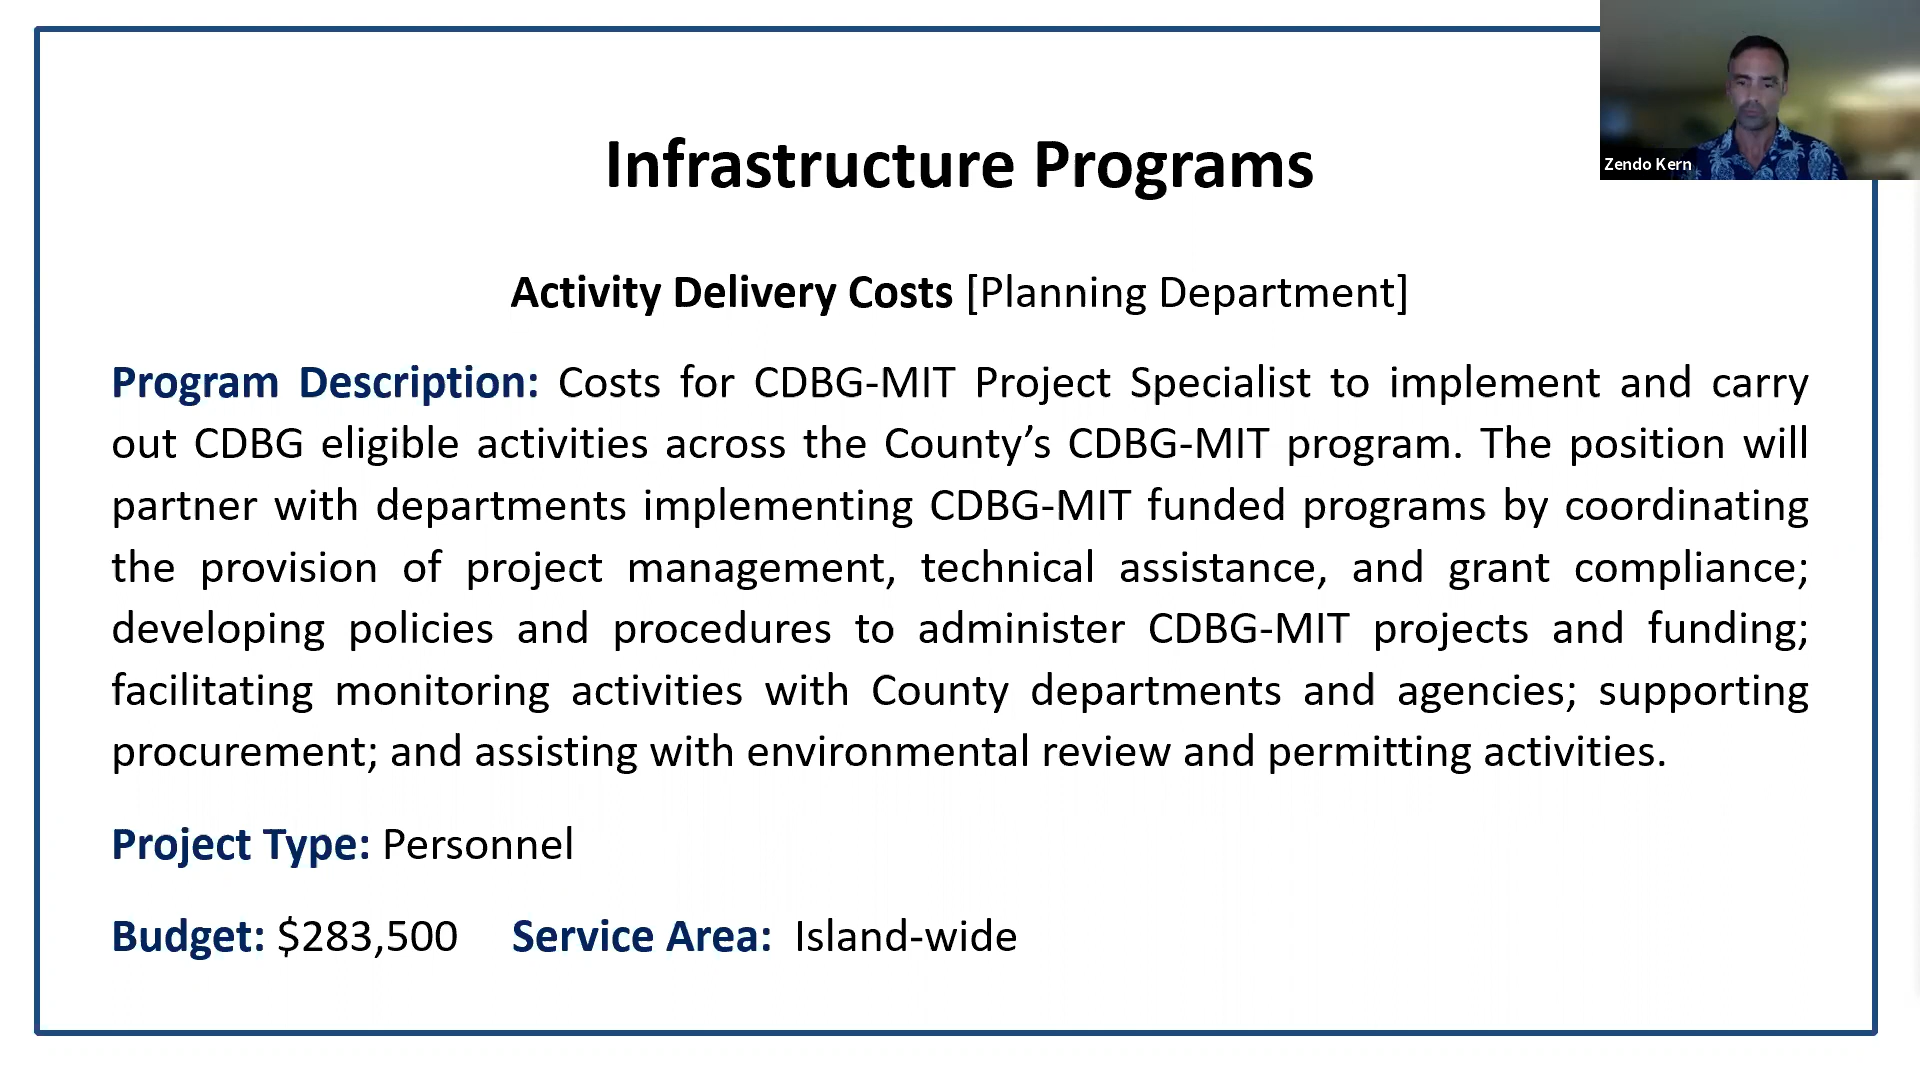 Infrastructure Programs
Zendo Kern
Activity Delivery Costs [Planning Department]
Program Description: Costs for CDBG-MIT Project Specialist to implement and carry
out CDBG eligible activities across the County’s CDBG-MIT program. The position will
partner with departments implementing CDBG-MIT funded programs by coordinating
the provision of project management, technical assistance, and grant compliance;
developing policies and procedures to administer CDBG-MIT projects and funding;
facilitating monitoring activities with County departments and agencies; supporting
procurement; and assisting with environmental review and permitting activities.
Project Type: Personnel
Budget: $283,500 Service Area: Island-wide